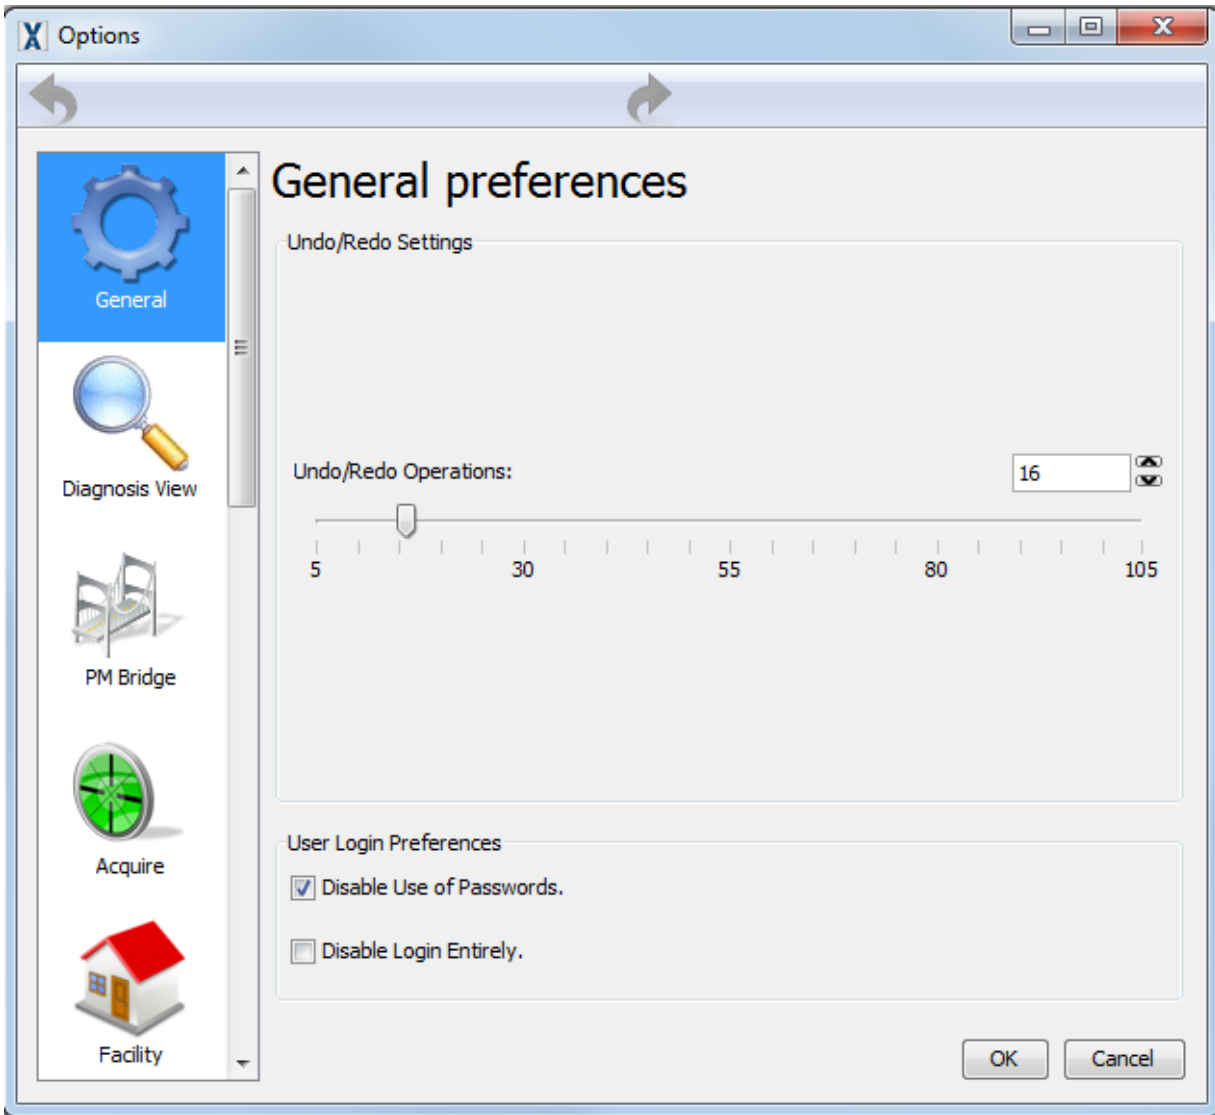 Options
General preferences
General
Diagnosis View
PM Bridge
Acquire
Facility
Undo/Redo Settings
Undo/Redo Operations:
16
5 30 55 80 105
User Login Preferences
Disable Use of Passwords.
Disable Login Entirely.
OK Cancel